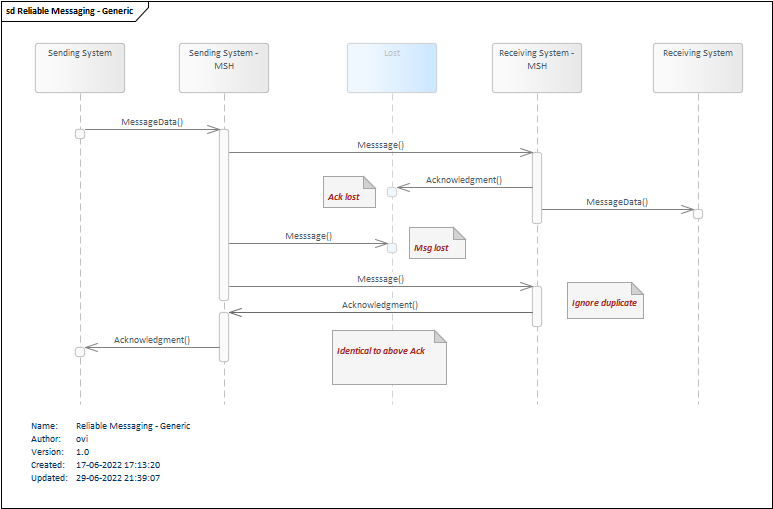 sd Reliable Messaging - Generic
Sending System
Sending System -
MSH
Lost
Receiving System -
MSH
Receiving System
MessageData()
Messsage()
Acknowledgment()
Ack lost
MessageData()
Messsage()
Msg lost
Messsage()
Ignore duplicate
Acknowledgment()
Acknowledgment()
Identical to above Ack
Name: Reliable Messaging - Generic
Author: ovi
Version: 1.0
Created: 17-06-2022 17:13:20
Updated: 29-06-2022 21:39:07